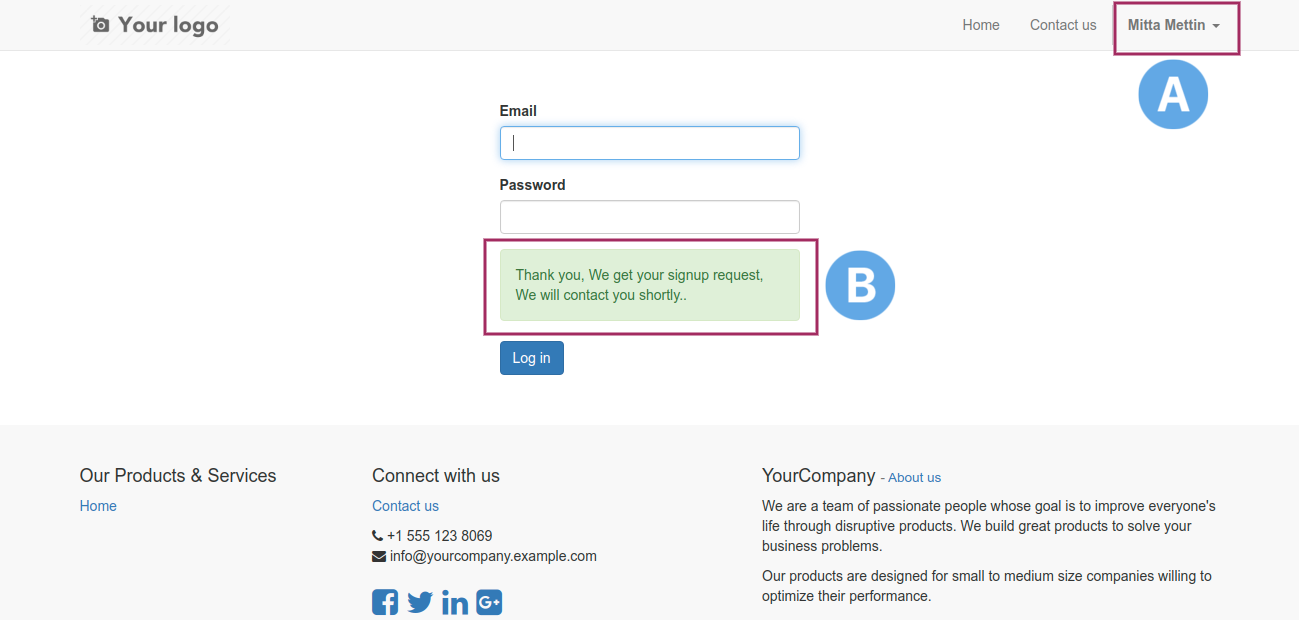 Your logo
Home
Contact us
Mitta Mettin
A
Email
Password
Thank you, We get your signup request,
We will contact you shortly..
B
Log in
Our Products & Services
Home
Connect with us
Contact us
+1 555 123 8069
info@yourcompany.example.com
YourCompany - About us
We are a team of passionate people whose goal is to improve everyone's
life through disruptive products. We build great products to solve your
business problems.
Our products are designed for small to medium size companies willing to
optimize their performance.